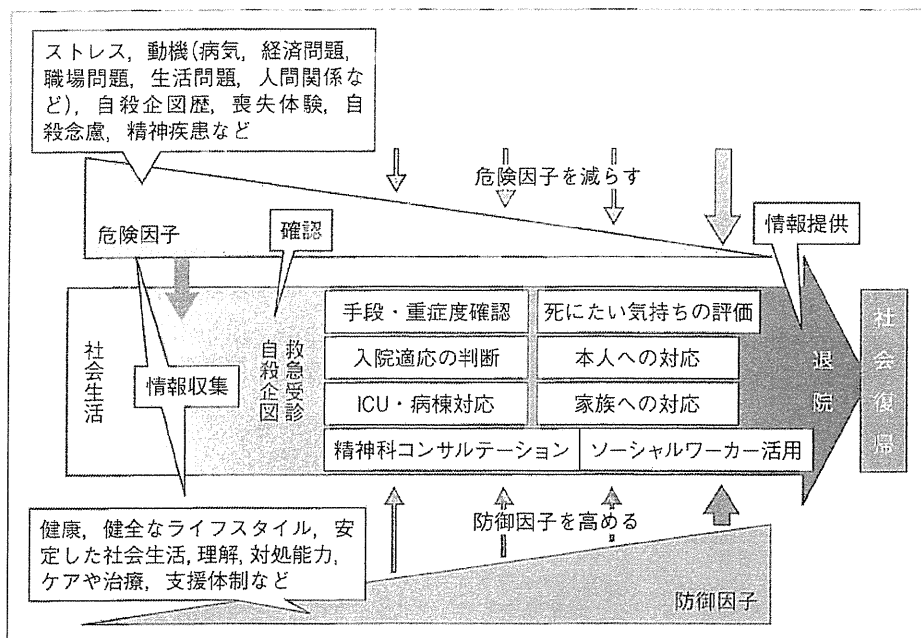 ストレス，動機(病気，経済問題，
職場問題，生活問題，人間関係な
ど)，自殺企図歴，喪失体験，自
殺念慮，精神疾患など
危険因子を減らす
危険因子
確認
情報提供
社会生活
情報収集
救急受診
自殺企図
手段・重症度確認
死にたい気持ちの評価
入院適応の判断
本人への対応
ICU・病棟対応
家族への対応
精神科コンサルテーション
ソーシャルワーカー活用
退院
社会復帰
防御因子を高める
健康，健全なライフスタイル，安
定した社会生活，理解，対処能力，
ケアや治療，支援体制など
防御因子